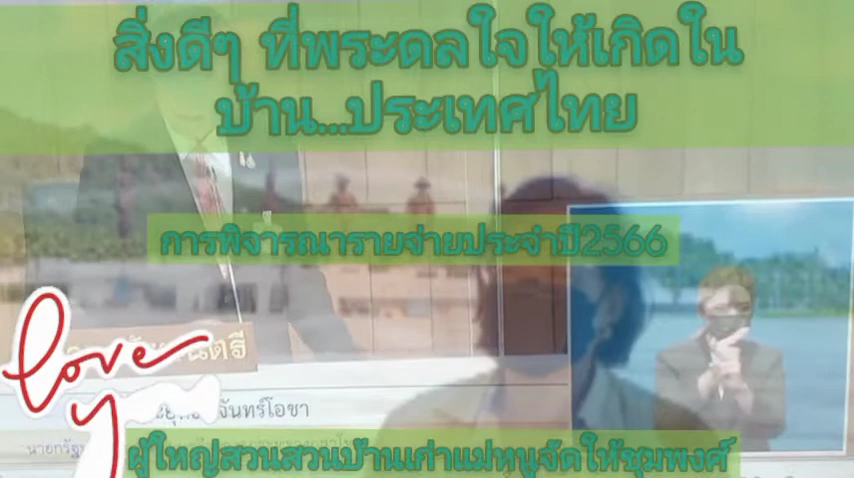 สิ่งดีๆ ที่พระดลใจให้เกิดใน
บ้าน...ประเทศไทย
การพิจารณารายจ่ายประจำปี2566
love
จันทร์โอชา
ผู้ใหญ่สวนสวนบ้านเก่าแม่หนูจัดให้ชุมพงศ์